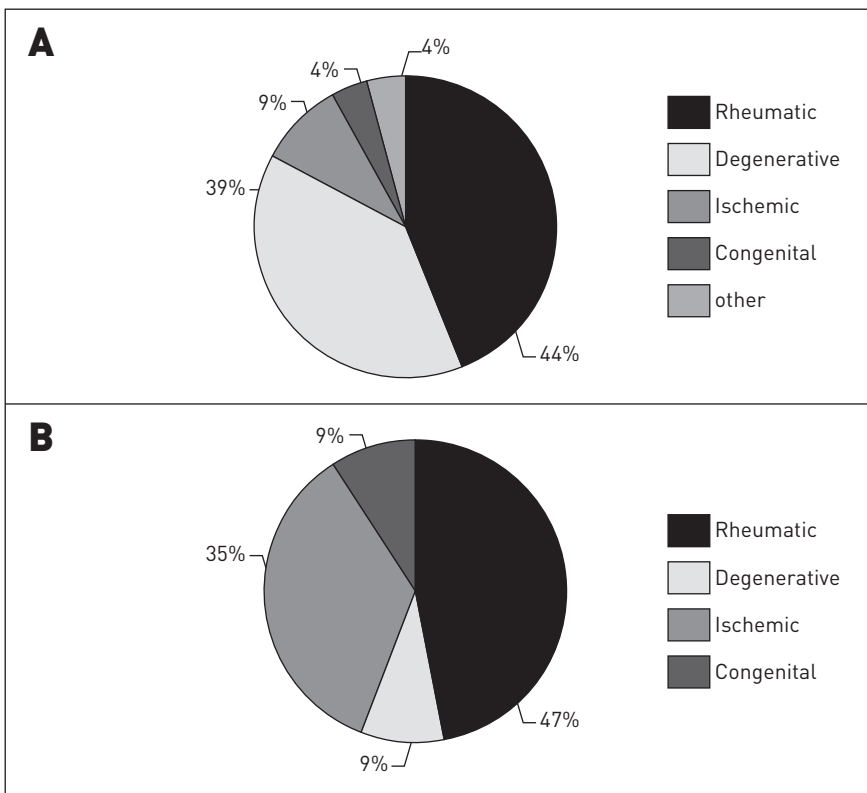 A
4%
4%
9%
39%
44%
Rheumatic
Degenerative
Ischemic
Congenital
other
B
9%
35%
9%
47%
Rheumatic
Degenerative
Ischemic
Congenital